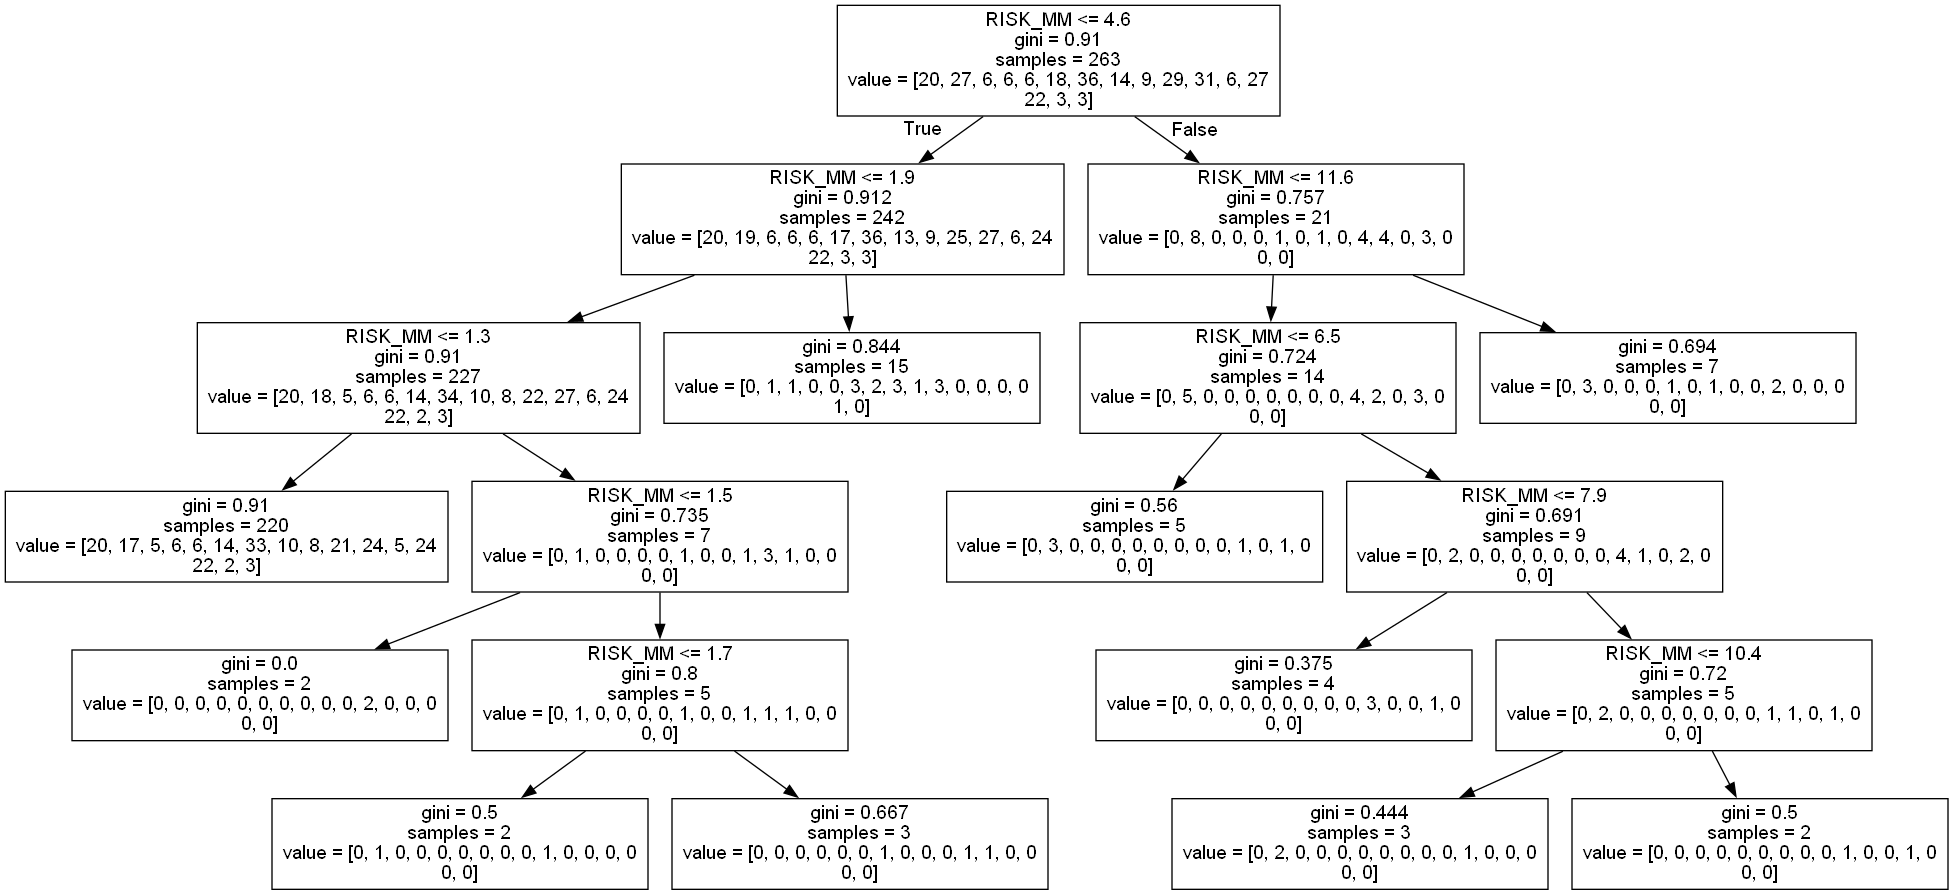 RISK_MM <= 4.6
gini = 0.91
samples = 263
value = [20, 27, 6, 6, 6, 18, 36, 14, 9, 29, 31, 6, 27
22, 3, 3]
True
False
RISK_MM <= 1.9
gini = 0.912
samples = 242
value = [20, 19, 6, 6, 6, 17, 36, 13, 9, 25, 27, 6, 24
22, 3, 3]
RISK_MM <= 11.6
gini = 0.757
samples = 21
value = [0, 8, 0, 0, 0, 1, 0, 1, 0, 4, 4, 0, 3, 0
0, 0]
RISK_MM <= 1.3
gini = 0.91
samples = 227
value = [20, 18, 5, 6, 6, 14, 34, 10, 8, 22, 27, 6, 24
22, 2, 3]
gini = 0.844
samples = 15
value = [0, 1, 1, 0, 0, 3, 2, 3, 1, 3, 0, 0, 0, 0
1, 0]
RISK_MM <= 6.5
gini = 0.724
samples = 14
value = [0, 5, 0, 0, 0, 0, 0, 0, 0, 4, 2, 0, 3, 0
0, 0]
gini = 0.694
samples = 7
value = [0, 3, 0, 0, 0, 1, 0, 1, 0, 0, 2, 0, 0, 0
0, 0]
gini = 0.91
samples = 220
value = [20, 17, 5, 6, 6, 14, 33, 10, 8, 21, 24, 5, 24
22, 2, 3]
RISK_MM <= 1.5
gini = 0.735
samples = 7
value = [0, 1, 0, 0, 0, 0, 1, 0, 0, 1, 3, 1, 0, 0
0, 0]
gini = 0.56
samples = 5
value = [0, 3, 0, 0, 0, 0, 0, 0, 0, 0, 1, 0, 1, 0
0, 0]
RISK_MM <= 7.9
gini = 0.691
samples = 9
value = [0, 2, 0, 0, 0, 0, 0, 0, 0, 4, 1, 0, 2, 0
0, 0]
gini = 0.0
samples = 2
value = [0, 0, 0, 0, 0, 0, 0, 0, 0, 0, 2, 0, 0, 0
0, 0]
RISK_MM <= 1.7
gini = 0.8
samples = 5
value = [0, 1, 0, 0, 0, 0, 1, 0, 0, 1, 1, 1, 0, 0
0, 0]
gini = 0.375
samples = 4
value = [0, 0, 0, 0, 0, 0, 0, 0, 0, 3, 0, 0, 1, 0
0, 0]
RISK_MM <= 10.4
gini = 0.72
samples = 5
value = [0, 2, 0, 0, 0, 0, 0, 0, 0, 1, 1, 0, 1, 0
0, 0]
gini = 0.5
samples = 2
value = [0, 1, 0, 0, 0, 0, 0, 0, 0, 1, 0, 0, 0, 0
0, 0]
gini = 0.667
samples = 3
value = [0, 0, 0, 0, 0, 0, 1, 0, 0, 0, 1, 1, 0, 0
0, 0]
gini = 0.444
samples = 3
value = [0, 2, 0, 0, 0, 0, 0, 0, 0, 0, 1, 0, 0, 0
0, 0]
gini = 0.5
samples = 2
value = [0, 0, 0, 0, 0, 0, 0, 0, 0, 1, 0, 0, 1, 0
0, 0]